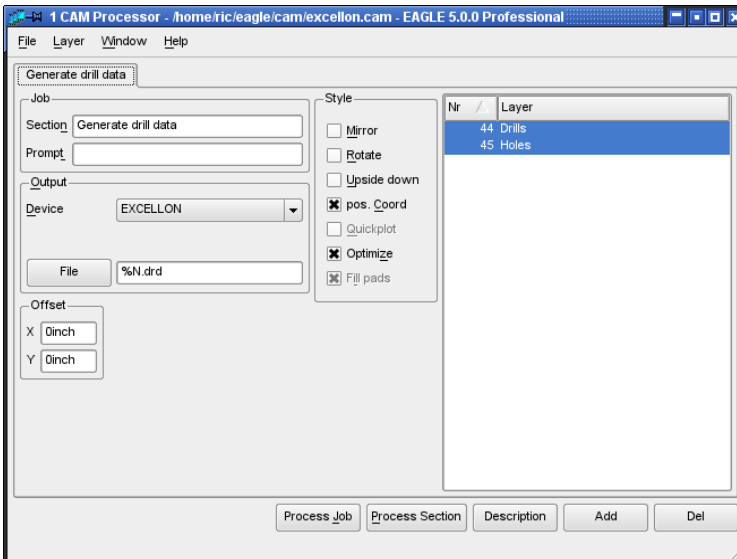 1 CAM Processor - /home/ric/eagle/cam/excellon.cam - EAGLE 5.0.0 Professional
File Layer Window Help
Generate drill data
Job
Section Generate drill data
Prompt
Output
Device EXCELLON
File %N.drd
Offset
X 0inch
Y 0inch
Style
Mirror
Rotate
Upside down
pos. Coord
Quickplot
Optimize
Fill pads
Nr Layer
44 Drills
45 Holes
Process Job Process Section Description Add Del